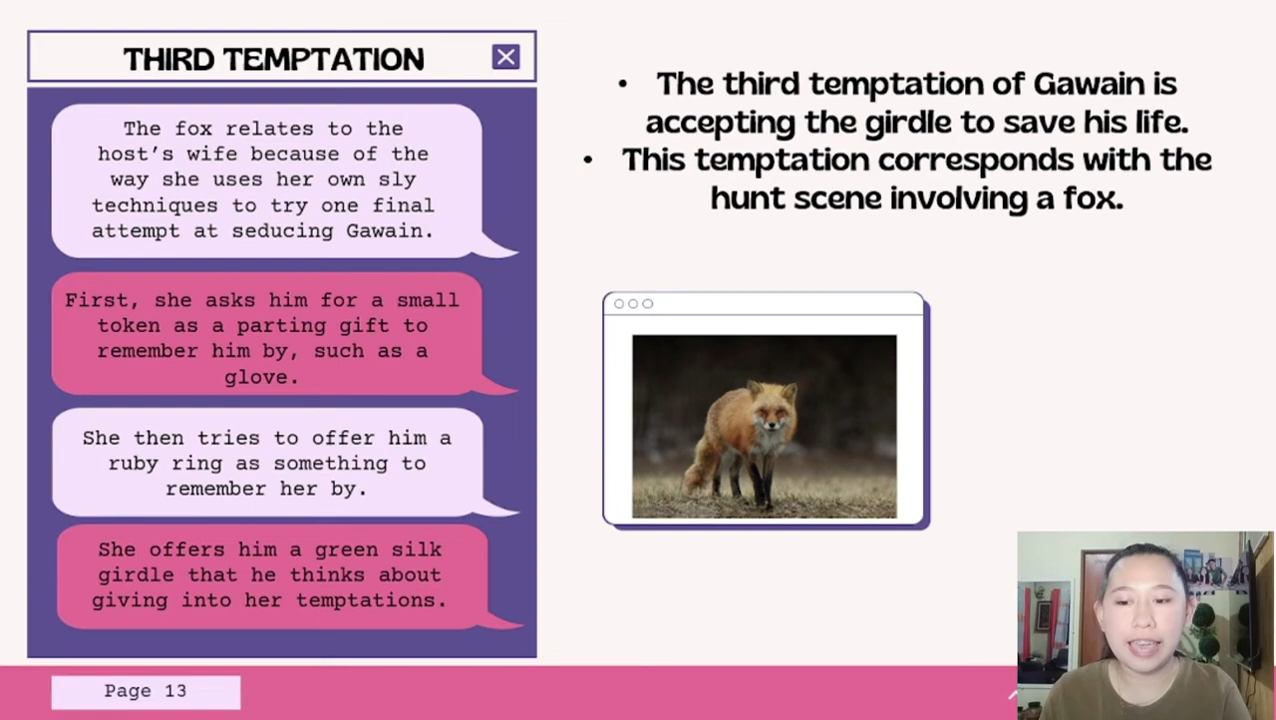 THIRD TEMPTATION
The fox relates to the
host's wife because of the
way she uses her own sly
techniques to try one final
attempt at seducing Gawain.
First, she asks him for a small
token as a parting gift to
remember him by, such as a
glove.
She then tries to offer him a
ruby ring as something to
remember her by.
She offers him a green silk
girdle that he thinks about
giving into her temptations.
• The third temptation of Gawain is
accepting the girdle to save his life.
• This temptation corresponds with the
hunt scene involving a fox.
Page 13